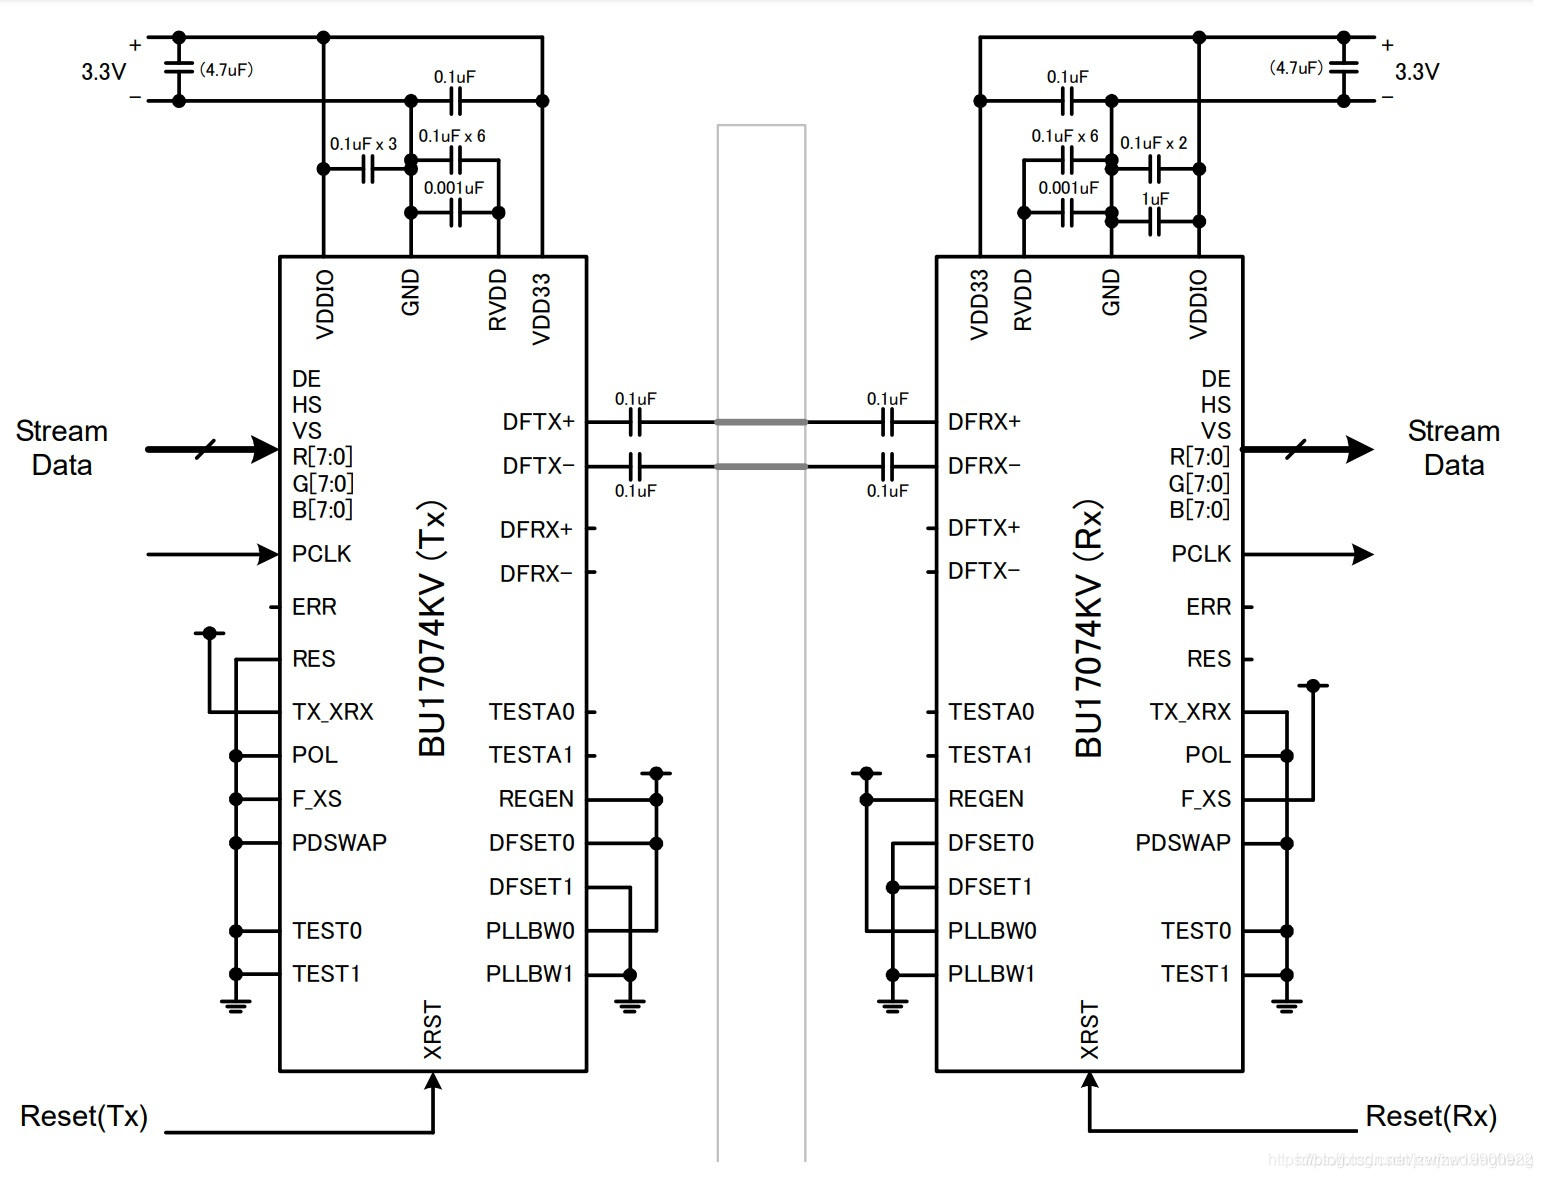 +
3.3V
(4.7uF)
−
0.1uF
0.1uF x 3
0.1uF x 6
0.001uF
VDDIO
GND
RVDD
VDD33
DE
HS
VS
R[7:0]
G[7:0]
B[7:0]
PCLK
ERR
RES
TX_XRX
POL
F_XS
PDSWAP
TEST0
TEST1
Stream
Data
BU17074KV (Tx)
DFTX+
DFTX−
DFRX+
DFRX−
TESTA0
TESTA1
REGEN
DFSET0
DFSET1
PLLBW0
PLLBW1
XRST
Reset(Tx)
0.1uF
0.1uF
0.1uF
0.1uF
0.1uF
(4.7uF)
+
3.3V
−
0.1uF x 6
0.1uF x 2
0.001uF
1uF
VDD33
RVDD
GND
VDDIO
DFRX+
DFRX−
DFTX+
DFTX−
TESTA0
TESTA1
REGEN
DFSET0
DFSET1
PLLBW0
PLLBW1
BU17074KV (Rx)
DE
HS
VS
R[7:0]
G[7:0]
B[7:0]
PCLK
ERR
RES
TX_XRX
POL
F_XS
PDSWAP
TEST0
TEST1
Stream
Data
XRST
Reset(Rx)